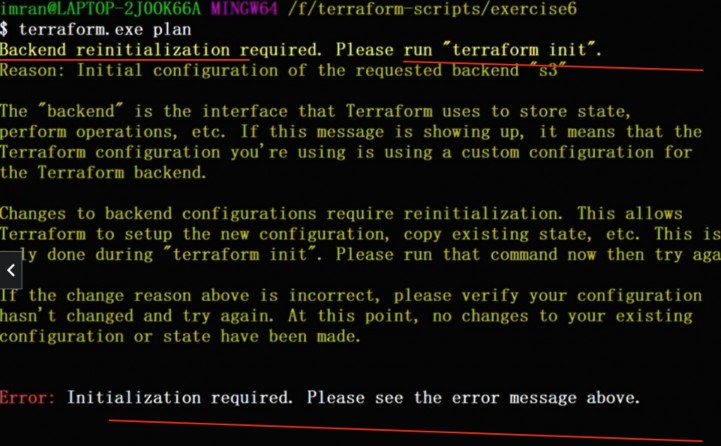 imran@LAPTOP-2J0OK66A MINGW64 /f/terraform-scripts/exercise6
$ terraform.exe plan
Backend reinitialization required. Please run "terraform init".
Reason: Initial configuration of the requested backend "s3"
The "backend" is the interface that Terraform uses to store state,
perform operations, etc. If this message is showing up, it means that the
Terraform configuration you're using is using a custom configuration for
the Terraform backend.
Changes to backend configurations require reinitialization. This allows
Terraform to setup the new configuration, copy existing state, etc. This is
ly done during "terraform init". Please run that command now then try aga
If the change reason above is incorrect, please verify your configuration
hasn't changed and try again. At this point, no changes to your existing
configuration or state have been made.
Error: Initialization required. Please see the error message above.